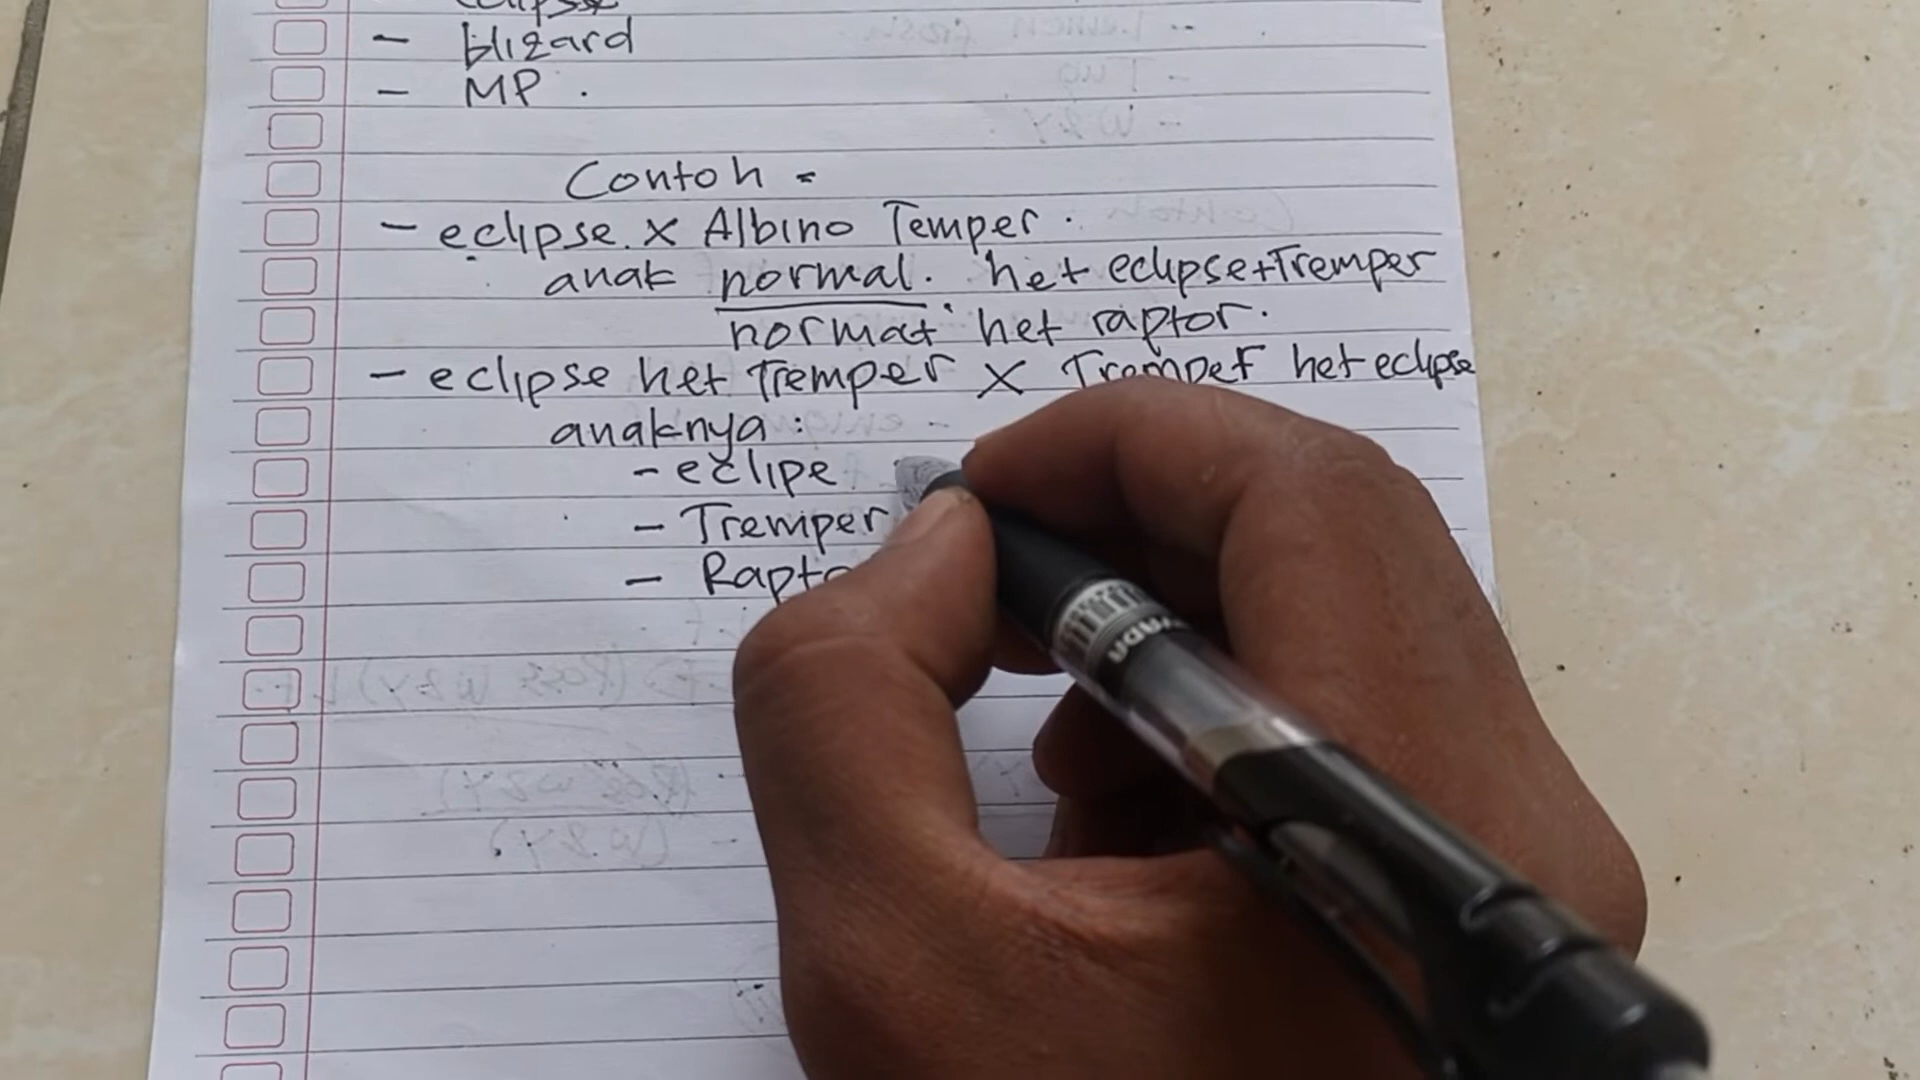 - blizard
- MP.
Contoh =
- eclipse x Albino Temper.
anak normal. het eclipse+Tremper
normal het raptor.
- eclipse het Tremper x Tremper het eclipse
anaknya:
- eclipe
- Tremper
- Rapto